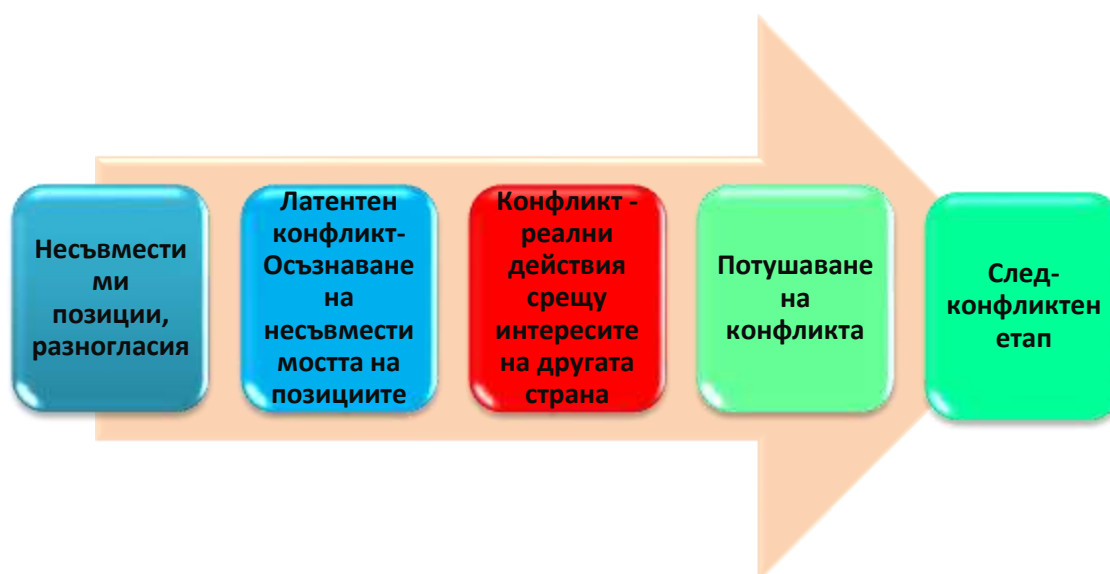 Несъвмести
ми
позиции,
разногласия
Латентен
конфликт-
Осъзнаване
на
несъвмести
мостта на
позициите
Конфликт -
реални
действия
срещу
интересите
на другата
страна
Потушаване
на
конфликта
След-
конфликтен
етап